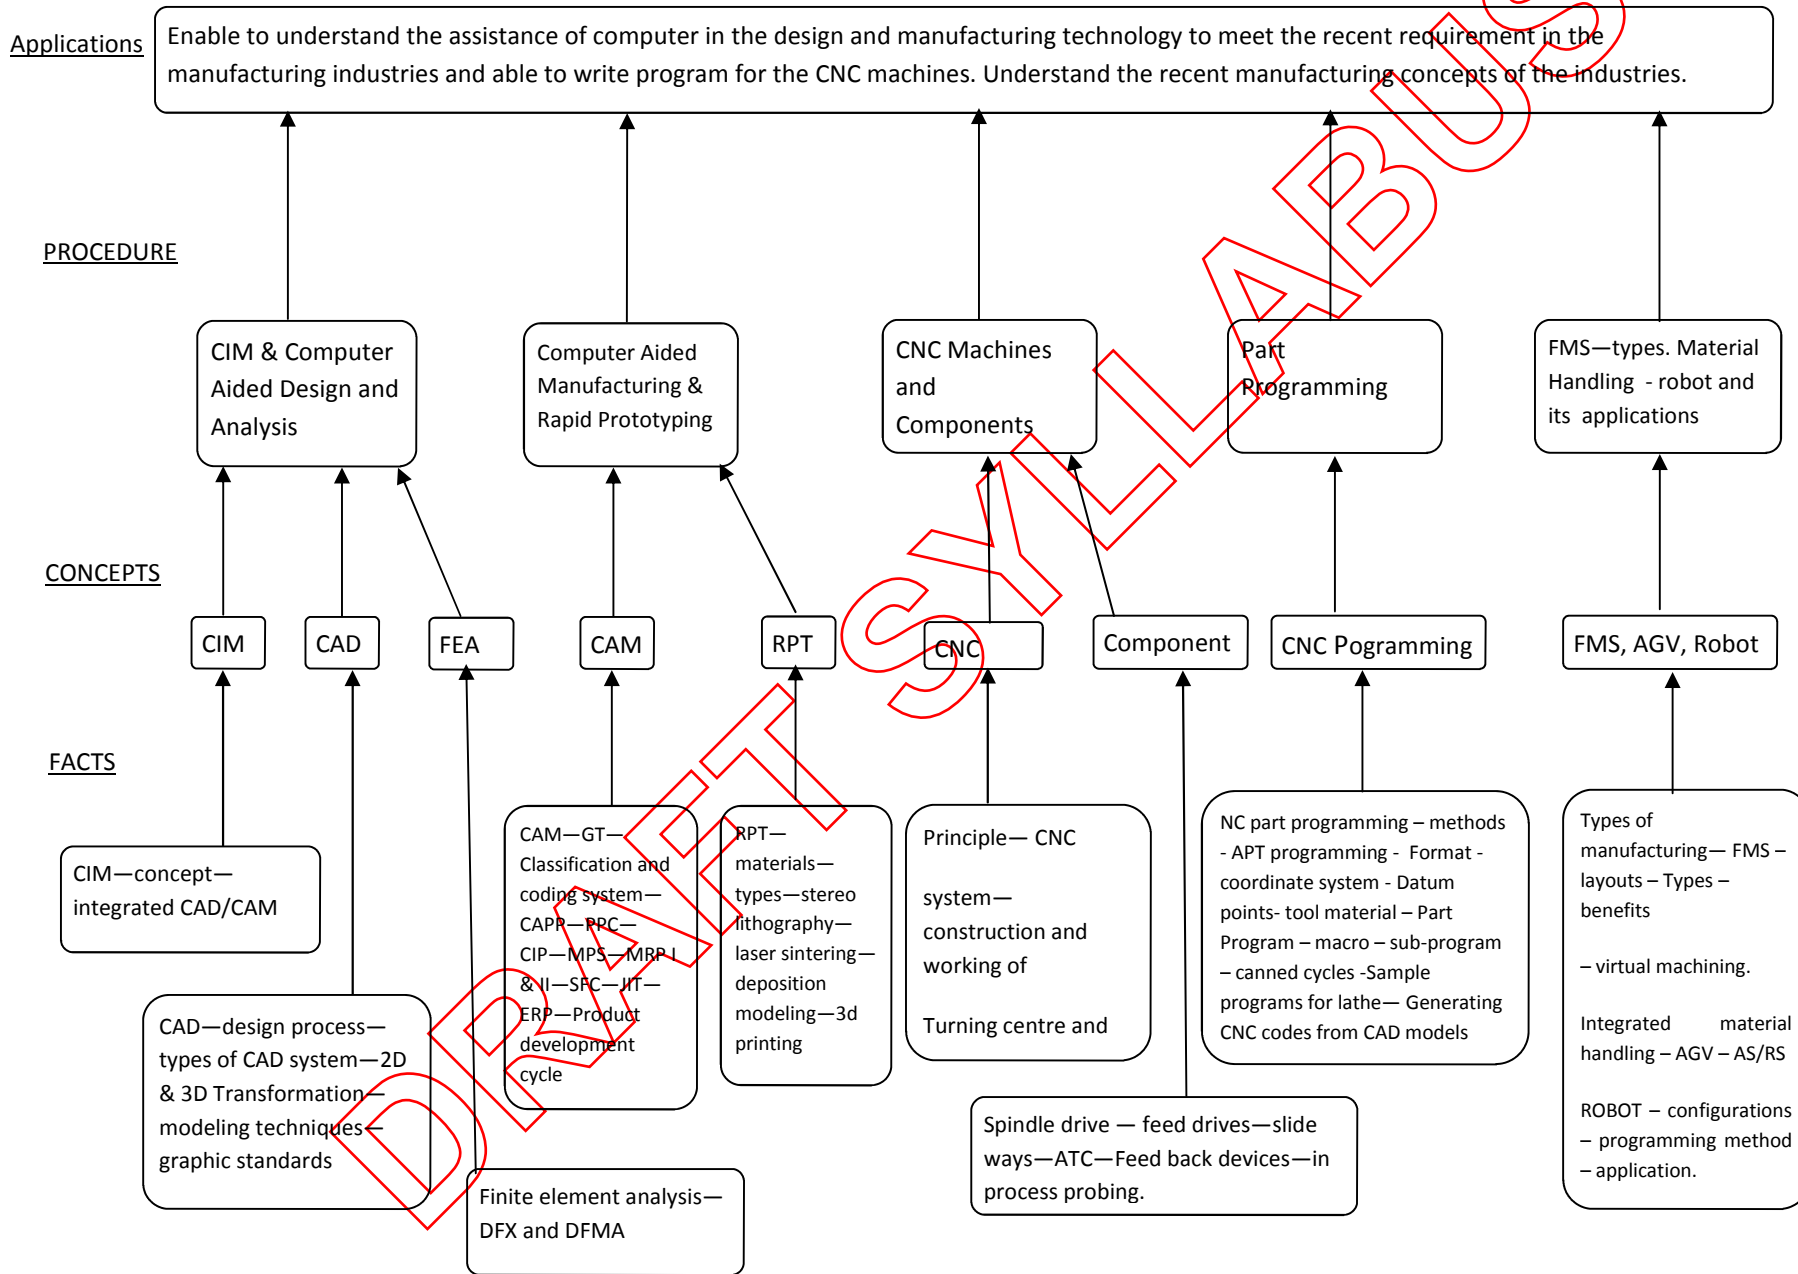 Applications
Enable to understand the assistance of computer in the design and manufacturing technology to meet the recent requirement in the
manufacturing industries and able to write program for the CNC machines. Understand the recent manufacturing concepts of the industries.
PROCEDURE
CIM & Computer
Aided Design and
Analysis
Computer Aided
Manufacturing &
Rapid Prototyping
CNC Machines
and
Components
Part
Programming
FMS—types. Material
Handling - robot and
its applications
CONCEPTS
CIM
CAD
FEA
CAM
RPT
CNC
Component
CNC Pogramming
FMS, AGV, Robot
FACTS
CIM—concept—
integrated CAD/CAM
CAD—design process—
types of CAD system—2D
& 3D Transformation—
modeling techniques—
graphic standards
Finite element analysis—
DFX and DFMA
CAM—GT—
Classification and
coding system—
CAPP—PPC—
CIP—MPS—MRP I
& II—SFC—JIT—
ERP—Product
development
cycle
RPT—
materials—
types—stereo
lithography—
laser sintering—
deposition
modeling—3d
printing
Principle— CNC
system—
construction and
working of
Turning centre and
Spindle drive — feed drives—slide
ways—ATC—Feed back devices—in
process probing.
NC part programming – methods
- APT programming - Format -
coordinate system - Datum
points- tool material – Part
Program – macro – sub-program
– canned cycles -Sample
programs for lathe— Generating
CNC codes from CAD models
Types of
manufacturing— FMS –
layouts – Types –
benefits
– virtual machining.
Integrated material
handling – AGV – AS/RS
ROBOT – configurations
– programming method
– application.
DRAFT SYLLABUS